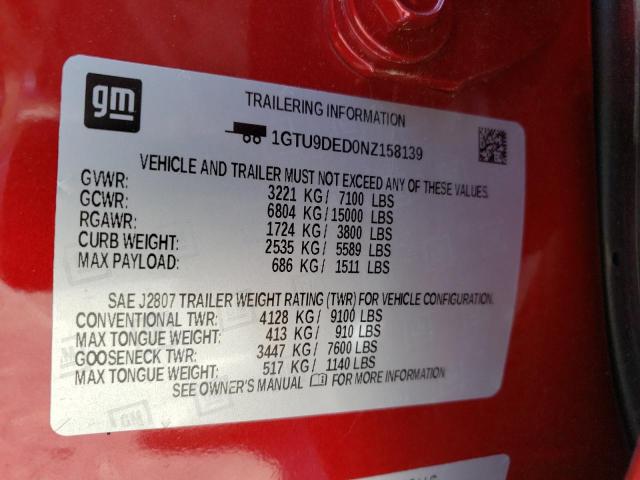 gm
TRAILERING INFORMATION
1GTU9DED0NZ158139
VEHICLE AND TRAILER MUST NOT EXCEED ANY OF THESE VALUES.
GVWR: 3221 KG / 7100 LBS
GCWR: 6804 KG / 15000 LBS
RGAWR: 1724 KG / 3800 LBS
CURB WEIGHT: 2535 KG / 5589 LBS
MAX PAYLOAD: 686 KG / 1511 LBS
SAE J2807 TRAILER WEIGHT RATING (TWR) FOR VEHICLE CONFIGURATION.
CONVENTIONAL TWR: 4128 KG / 9100 LBS
MAX TONGUE WEIGHT: 413 KG / 910 LBS
GOOSENECK TWR: 3447 KG / 7600 LBS
MAX TONGUE WEIGHT: 517 KG / 1140 LBS
SEE OWNER'S MANUAL FOR MORE INFORMATION
GM